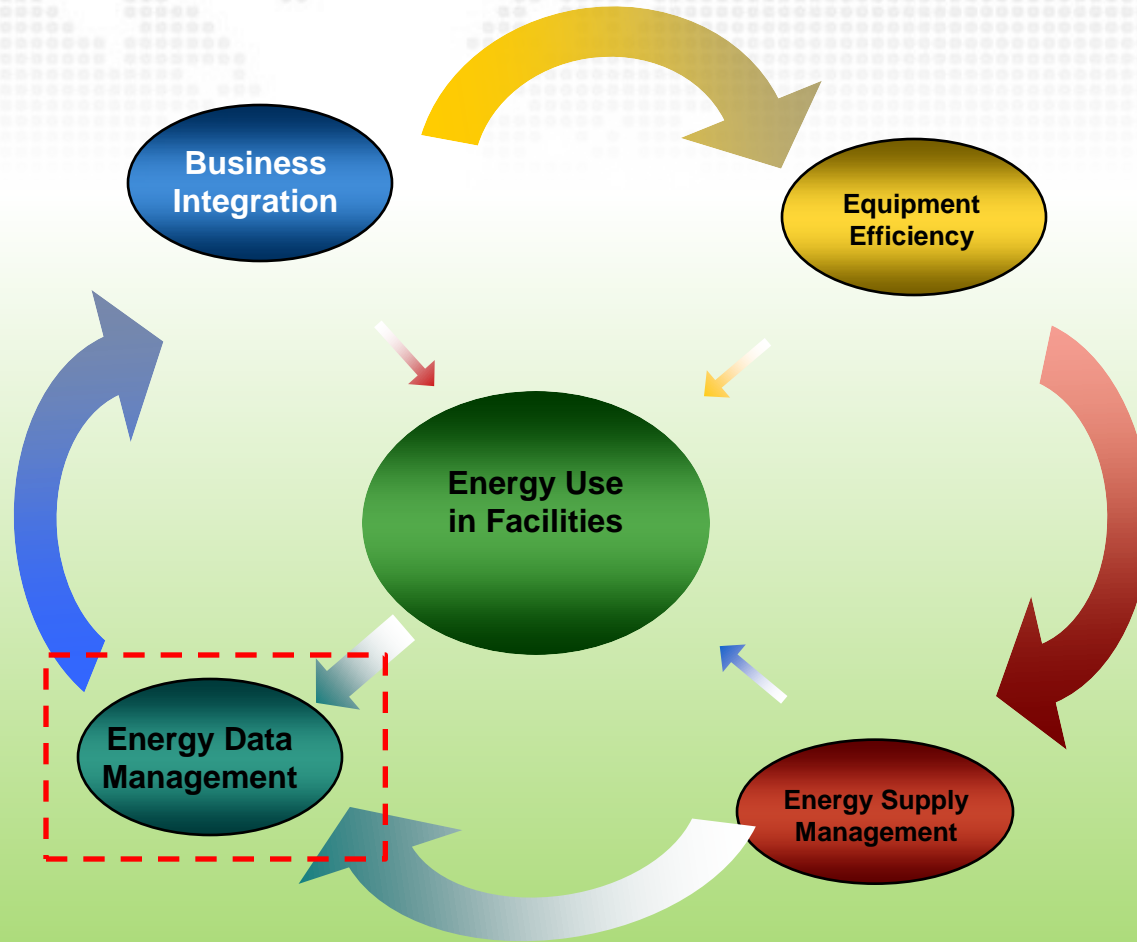 Business
Integration
Equipment
Efficiency
Energy Use
in Facilities
Energy Data
Management
Energy Supply
Management